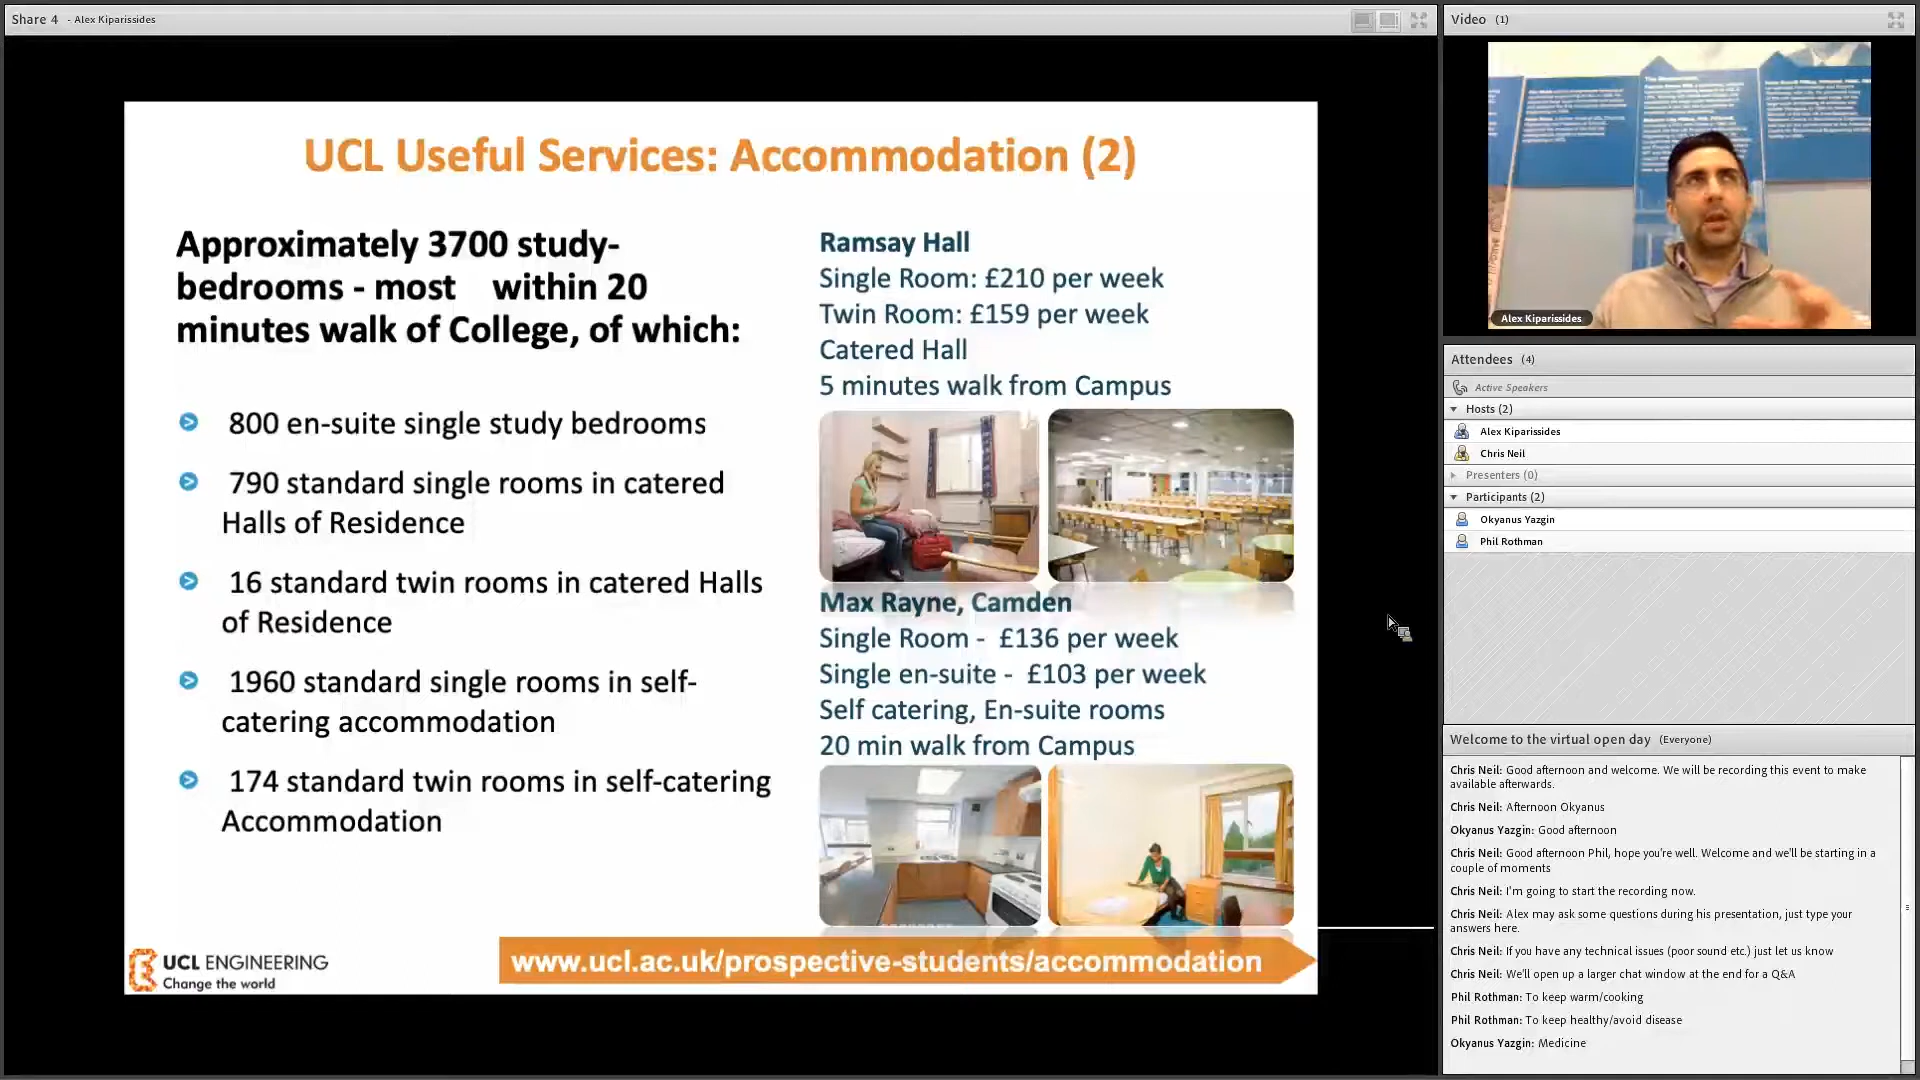 Share 4 - Alex Kiparissides
UCL Useful Services: Accommodation (2)
Approximately 3700 study-
bedrooms - most within 20
minutes walk of College, of which:
800 en-suite single study bedrooms
790 standard single rooms in catered
Halls of Residence
16 standard twin rooms in catered Halls
of Residence
1960 standard single rooms in self-
catering accommodation
174 standard twin rooms in self-catering
Accommodation
Ramsay Hall
Single Room: £210 per week
Twin Room: £159 per week
Catered Hall
5 minutes walk from Campus
Max Rayne, Camden
Single Room - £136 per week
Single en-suite - £103 per week
Self catering, En-suite rooms
20 min walk from Campus
UCL ENGINEERING
Change the world
www.ucl.ac.uk/prospective-students/accommodation
Video (1)
Alex Kiparissides
Attendees (4)
Active Speakers
Hosts (2)
Alex Kiparissides
Chris Neil
Presenters (0)
Participants (2)
Okyanus Yazgin
Phil Rothman
Welcome to the virtual open day (Everyone)
Chris Neil: Good afternoon and welcome. We will be recording this event to make
available afterwards.
Chris Neil: Afternoon Okyanus
Okyanus Yazgin: Good afternoon
Chris Neil: Good afternoon Phil, hope you're well. Welcome and we'll be starting in a
couple of moments
Chris Neil: I'm going to start the recording now.
Chris Neil: Alex may ask some questions during his presentation, just type your
answers here.
Chris Neil: If you have any technical issues (poor sound etc.) just let us know
Chris Neil: We'll open up a larger chat window at the end for a Q&A
Phil Rothman: To keep warm/cooking
Phil Rothman: To keep healthy/avoid disease
Okyanus Yazgin: Medicine